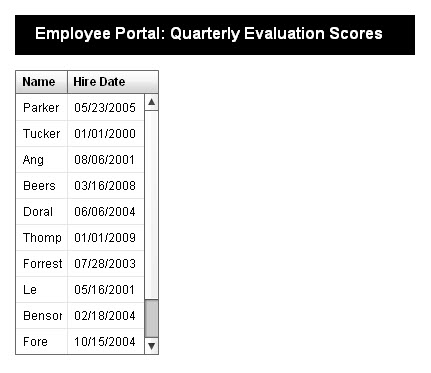 Employee Portal: Quarterly Evaluation Scores
Name Hire Date
Parker 05/23/2005
Tucker 01/01/2000
Ang 08/06/2001
Beers 03/16/2008
Doral 06/06/2004
Thomp 01/01/2009
Forrest 07/28/2003
Le 05/16/2001
Bensor 02/18/2004
Fore 10/15/2004